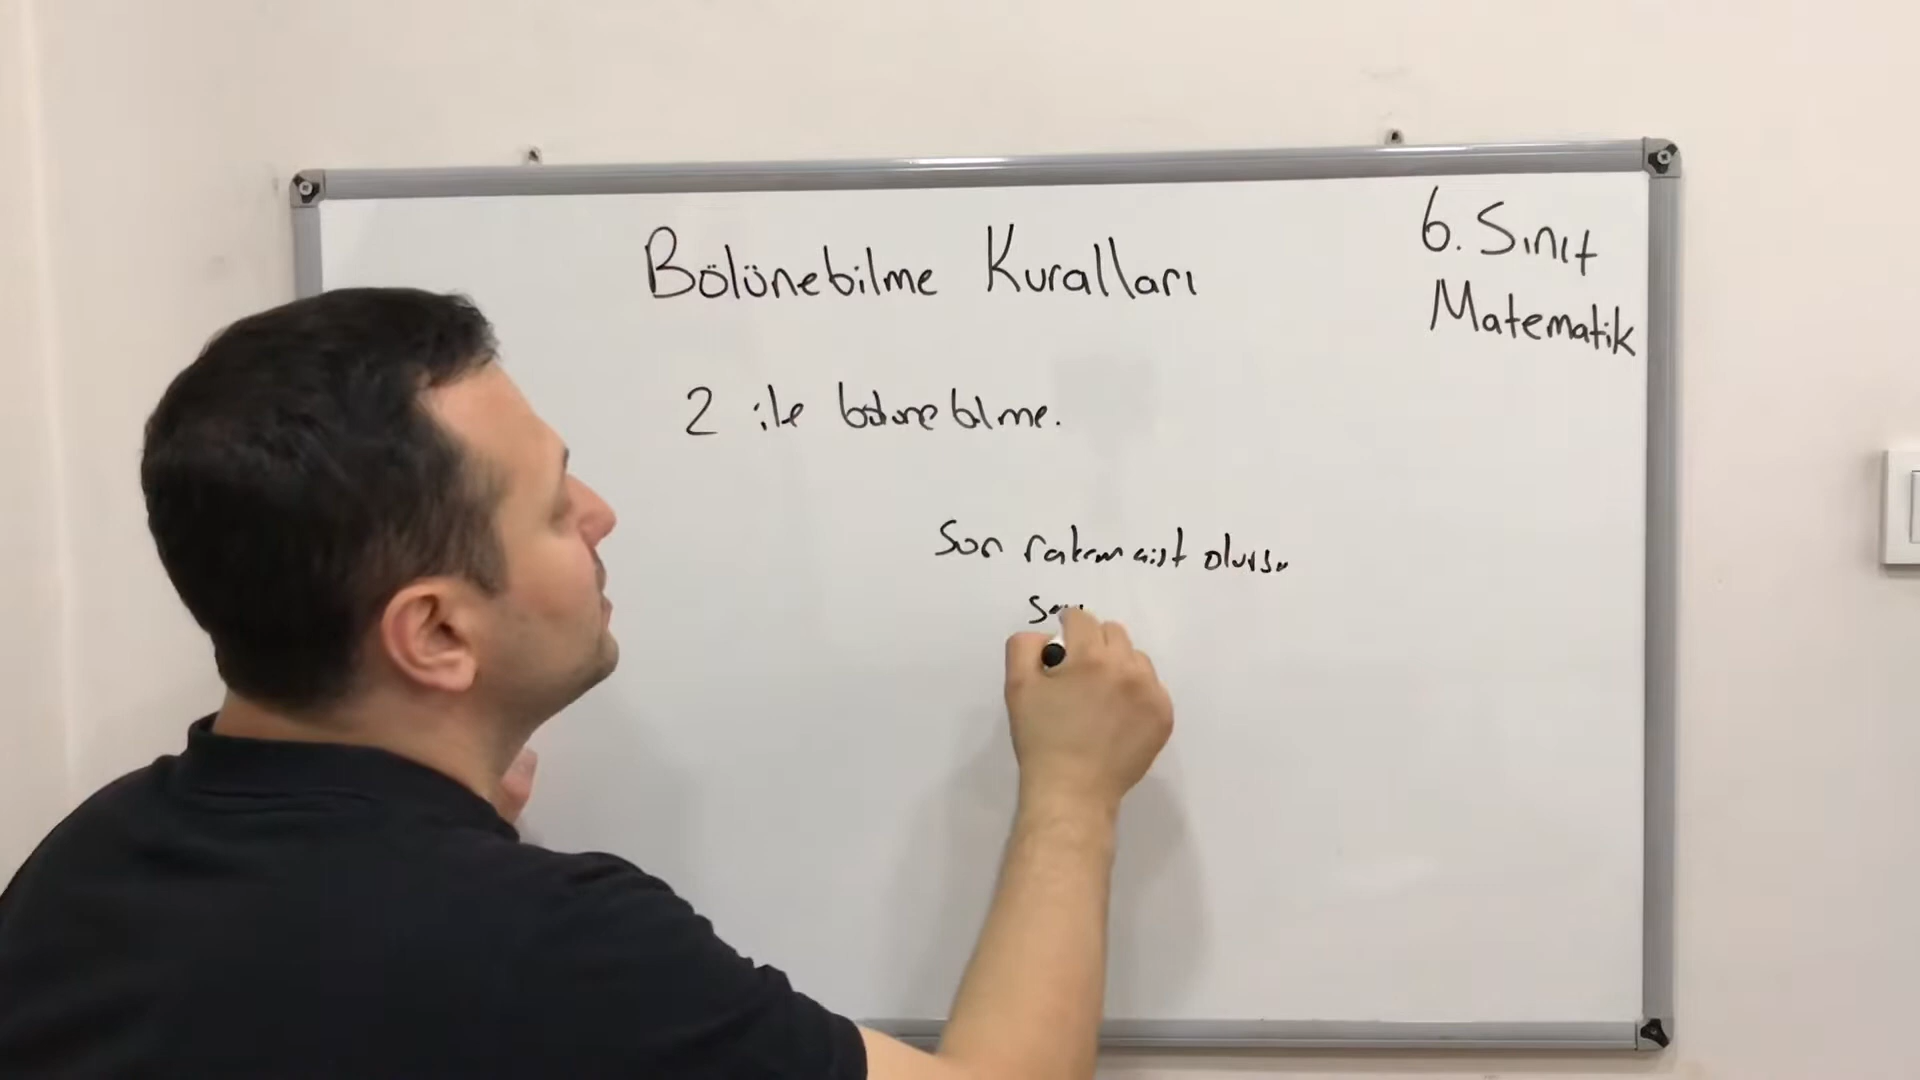 Bölünebilme Kuralları
6. Sınıf
Matematik
2 ile bölünebilme.
Son rakam çift olursa